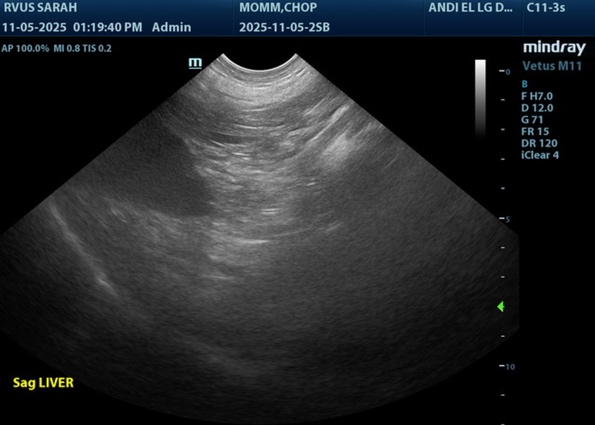 RVUS SARAH MOMM,CHOP ANDI EL LG D... C11-3s
11-05-2025 01:19:40 PM Admin 2025-11-05-2SB
AP 100.0% MI 0.8 TIS 0.2
m
mindray
Vetus M11
B
F H7.0
D 12.0
G 71
FR 15
DR 120
iClear 4
0
5
10
Sag LIVER